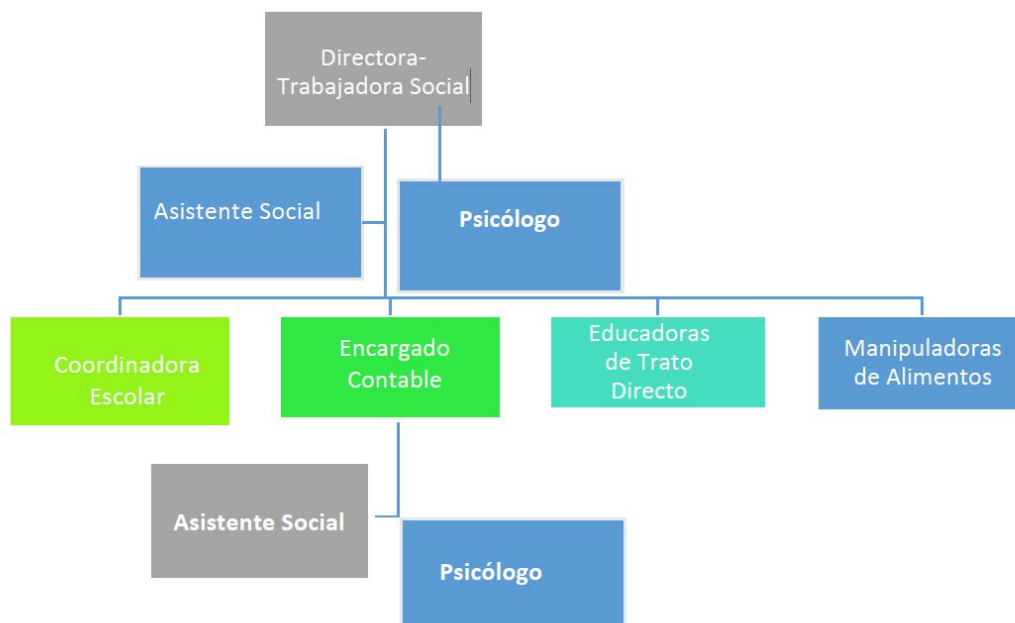 Directora-
Trabajadora Social
Asistente Social
Psicólogo
Coordinadora
Escolar
Encargado
Contable
Educadoras
de Trato
Directo
Manipuladoras
de Alimentos
Asistente Social
Psicólogo